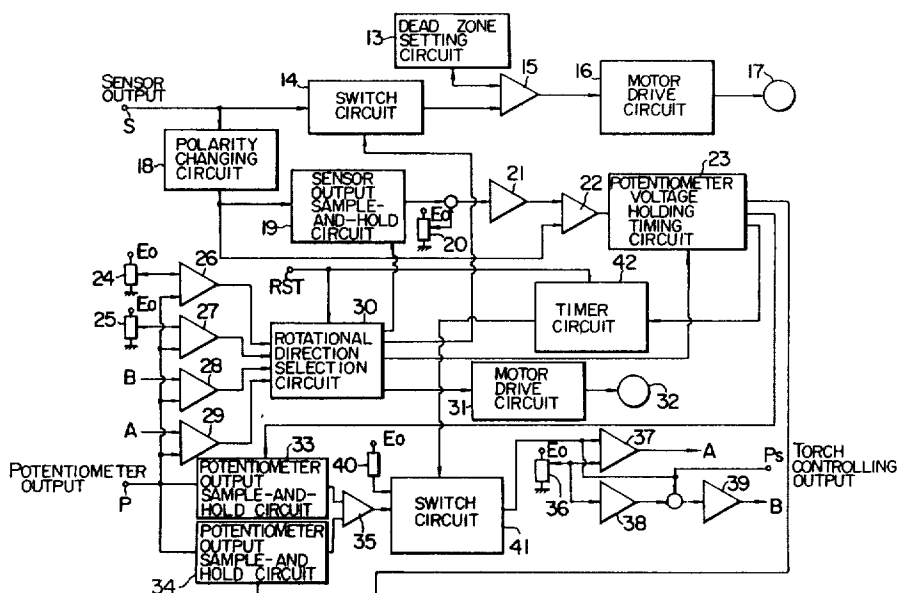 DEAD ZONE
SETTING
CIRCUIT
13
SENSOR
OUTPUT
S
14
SWITCH
CIRCUIT
15
16
MOTOR
DRIVE
CIRCUIT
17
POLARITY
CHANGING
CIRCUIT
18
SENSOR
OUTPUT
SAMPLE-
AND-HOLD
CIRCUIT
19
Eo
20
21
22
23
POTENTIOMETER
VOLTAGE
HOLDING
TIMING
CIRCUIT
24
Eo
26
25
Eo
27
B
28
A
29
RST
30
ROTATIONAL
DIRECTION
SELECTION
CIRCUIT
42
TIMER
CIRCUIT
MOTOR
DRIVE
CIRCUIT
31
32
POTENTIOMETER
OUTPUT
P
33
POTENTIOMETER
OUTPUT
SAMPLE-AND-
HOLD CIRCUIT
POTENTIOMETER
OUTPUT
SAMPLE-AND
HOLD CIRCUIT
34
35
Eo
40
SWITCH
CIRCUIT
41
Eo
36
37
A
38
39
B
Ps
TORCH
CONTROLLING
OUTPUT